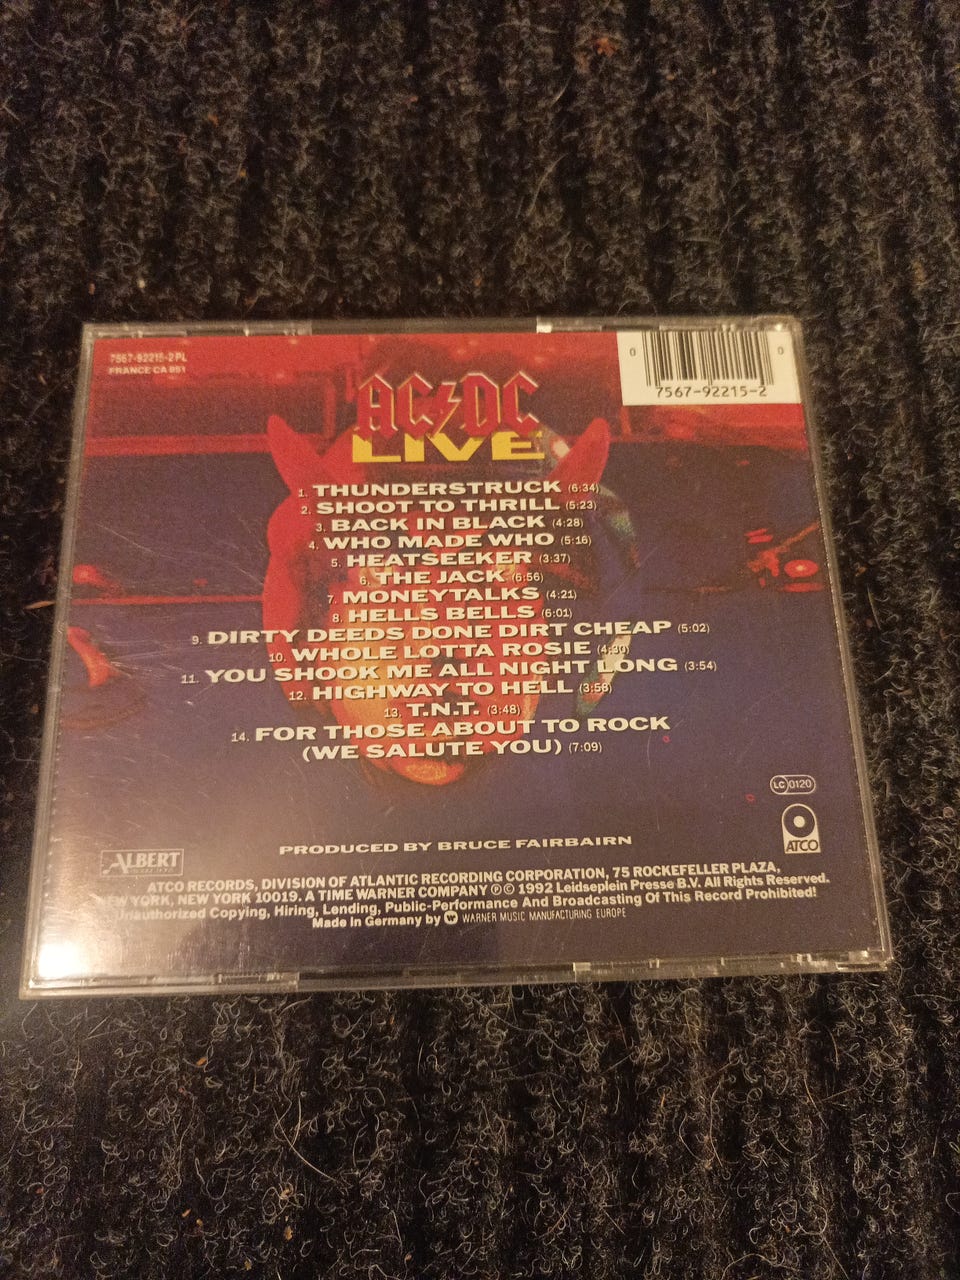 7567-92215-2 PL
FRANCE CA 851
0 0
7567-92215-2
AC⚡DC
LIVE
1. THUNDERSTRUCK (6:34)
2. SHOOT TO THRILL (5:23)
3. BACK IN BLACK (4:28)
4. WHO MADE WHO (5:16)
5. HEATSEEKER (3:37)
6. THE JACK (6:56)
7. MONEYTALKS (4:21)
8. HELLS BELLS (6:01)
9. DIRTY DEEDS DONE DIRT CHEAP (5:02)
10. WHOLE LOTTA ROSIE (4:30)
11. YOU SHOOK ME ALL NIGHT LONG (3:54)
12. HIGHWAY TO HELL (3:58)
13. T.N.T. (3:48)
14. FOR THOSE ABOUT TO ROCK
(WE SALUTE YOU) (7:09)
LC 0120
ATCO
PRODUCED BY BRUCE FAIRBAIRN
ALBERT
ATCO RECORDS, DIVISION OF ATLANTIC RECORDING CORPORATION, 75 ROCKEFELLER PLAZA,
NEW YORK, NEW YORK 10019. A TIME WARNER COMPANY ℗ © 1992 Leidseplein Presse B.V. All Rights Reserved.
Unauthorized Copying, Hiring, Lending, Public-Performance And Broadcasting Of This Record Prohibited!
Made in Germany by WARNER MUSIC MANUFACTURING EUROPE